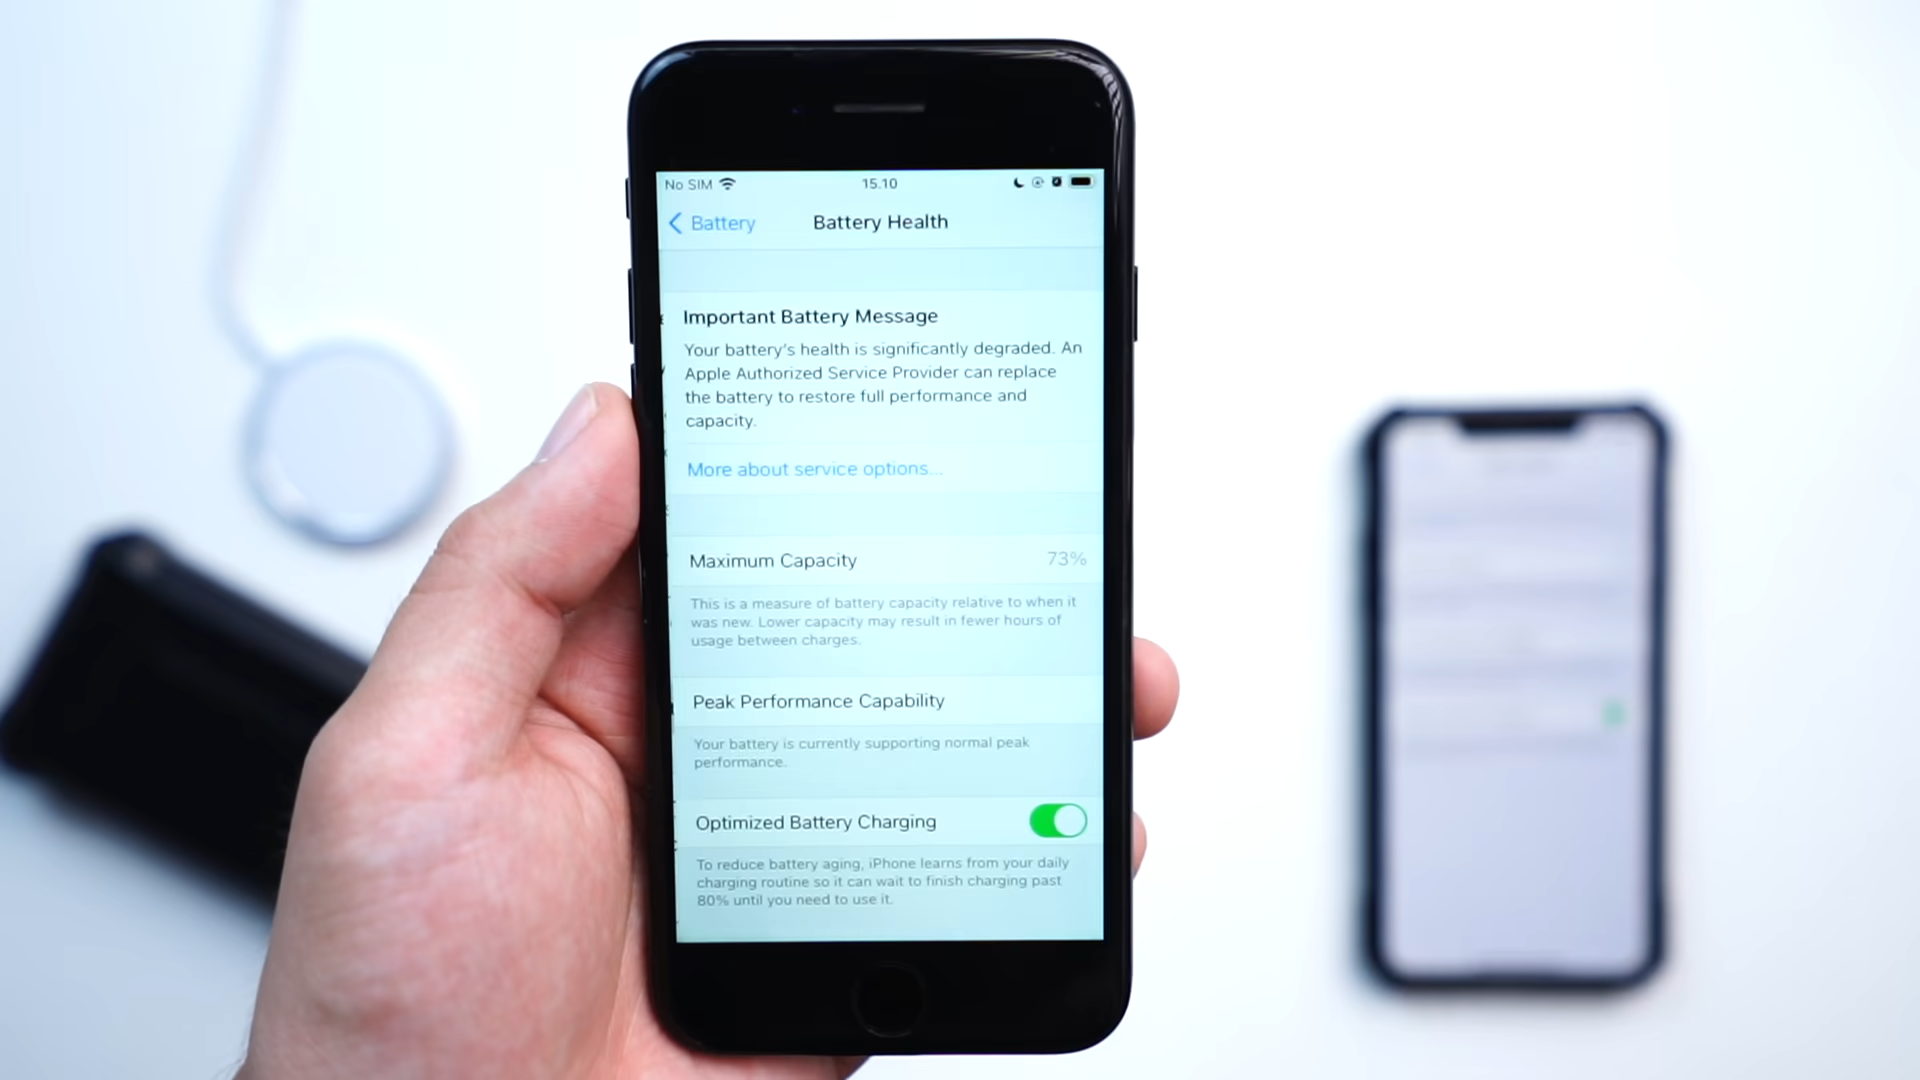 No SIM 15.10
Battery Battery Health
Important Battery Message
Your battery's health is significantly degraded. An
Apple Authorized Service Provider can replace
the battery to restore full performance and
capacity.
More about service options...
Maximum Capacity 73%
This is a measure of battery capacity relative to when it
was new. Lower capacity may result in fewer hours of
usage between charges.
Peak Performance Capability
Your battery is currently supporting normal peak
performance.
Optimized Battery Charging
To reduce battery aging, iPhone learns from your daily
charging routine so it can wait to finish charging past
80% until you need to use it.